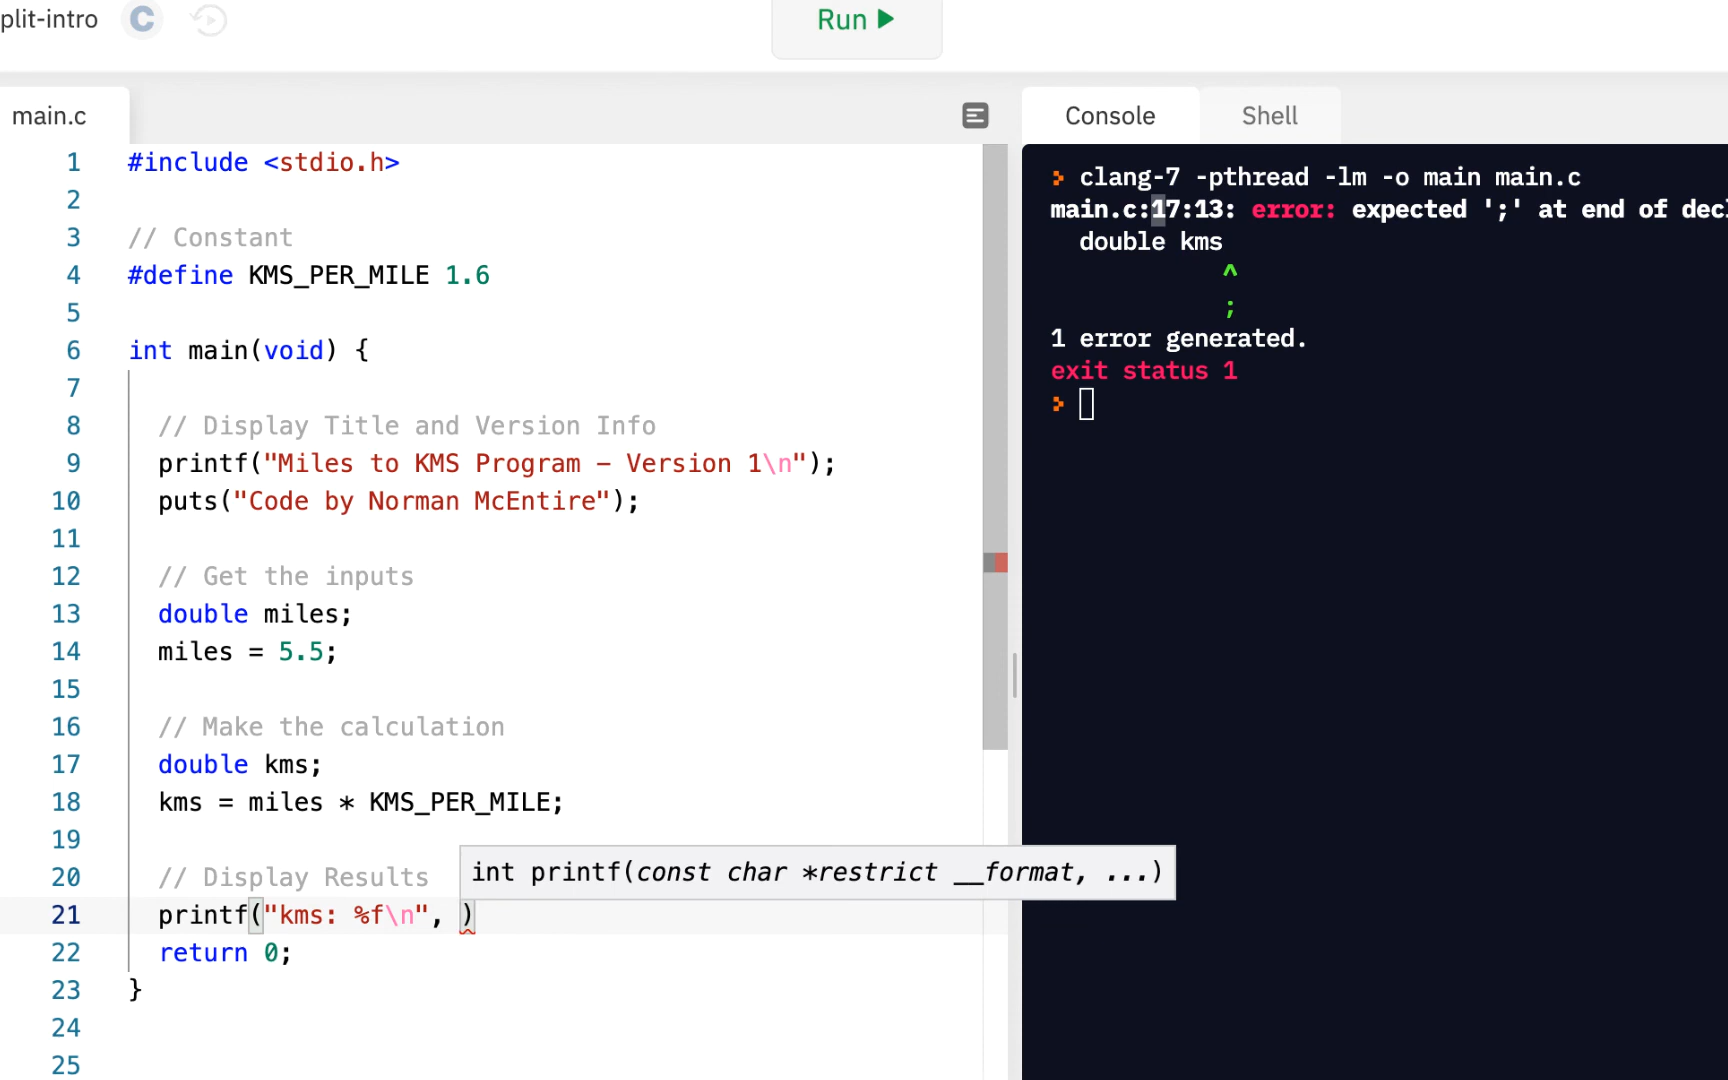 plit-intro
C
Run
main.c
Console
Shell
1 #include <stdio.h>
2
3 // Constant
4 #define KMS_PER_MILE 1.6
5
6 int main(void) {
7
8 // Display Title and Version Info
9 printf("Miles to KMS Program – Version 1\n");
10 puts("Code by Norman McEntire");
11
12 // Get the inputs
13 double miles;
14 miles = 5.5;
15
16 // Make the calculation
17 double kms;
18 kms = miles * KMS_PER_MILE;
19
20 // Display Results
int printf(const char *restrict __format, ...)
21 printf("kms: %f\n", )
22 return 0;
23 }
24
25
> clang-7 -pthread -lm -o main main.c
main.c:17:13: error: expected ';' at end of decl
double kms
^
;
1 error generated.
exit status 1
>